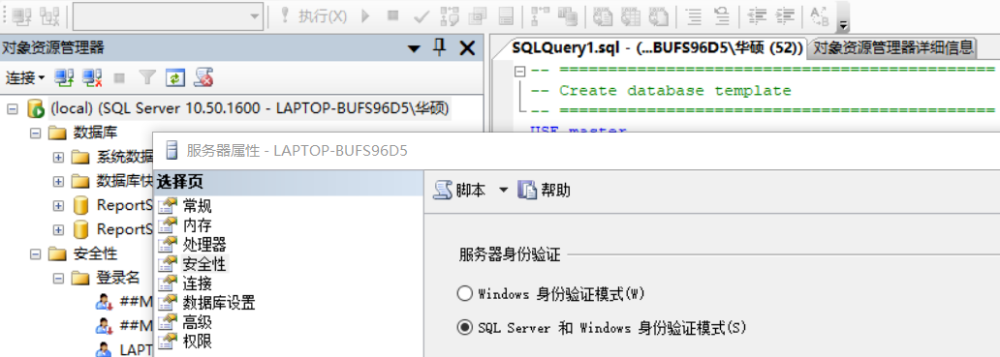 执行(X)
对象资源管理器
SQLQuery1.sql - (...BUFS96D5\华硕 (52))
对象资源管理器详细信息
连接
-- ============================================
-- Create database template
-- ============================================
USE master
(local) (SQL Server 10.50.1600 - LAPTOP-BUFS96D5\华硕)
数据库
系统数据
数据库快
ReportS
ReportS
安全性
登录名
##M
##M
LAPT
服务器属性 - LAPTOP-BUFS96D5
选择页
常规
内存
处理器
安全性
连接
数据库设置
高级
权限
脚本
帮助
服务器身份验证
Windows 身份验证模式(W)
SQL Server 和 Windows 身份验证模式(S)